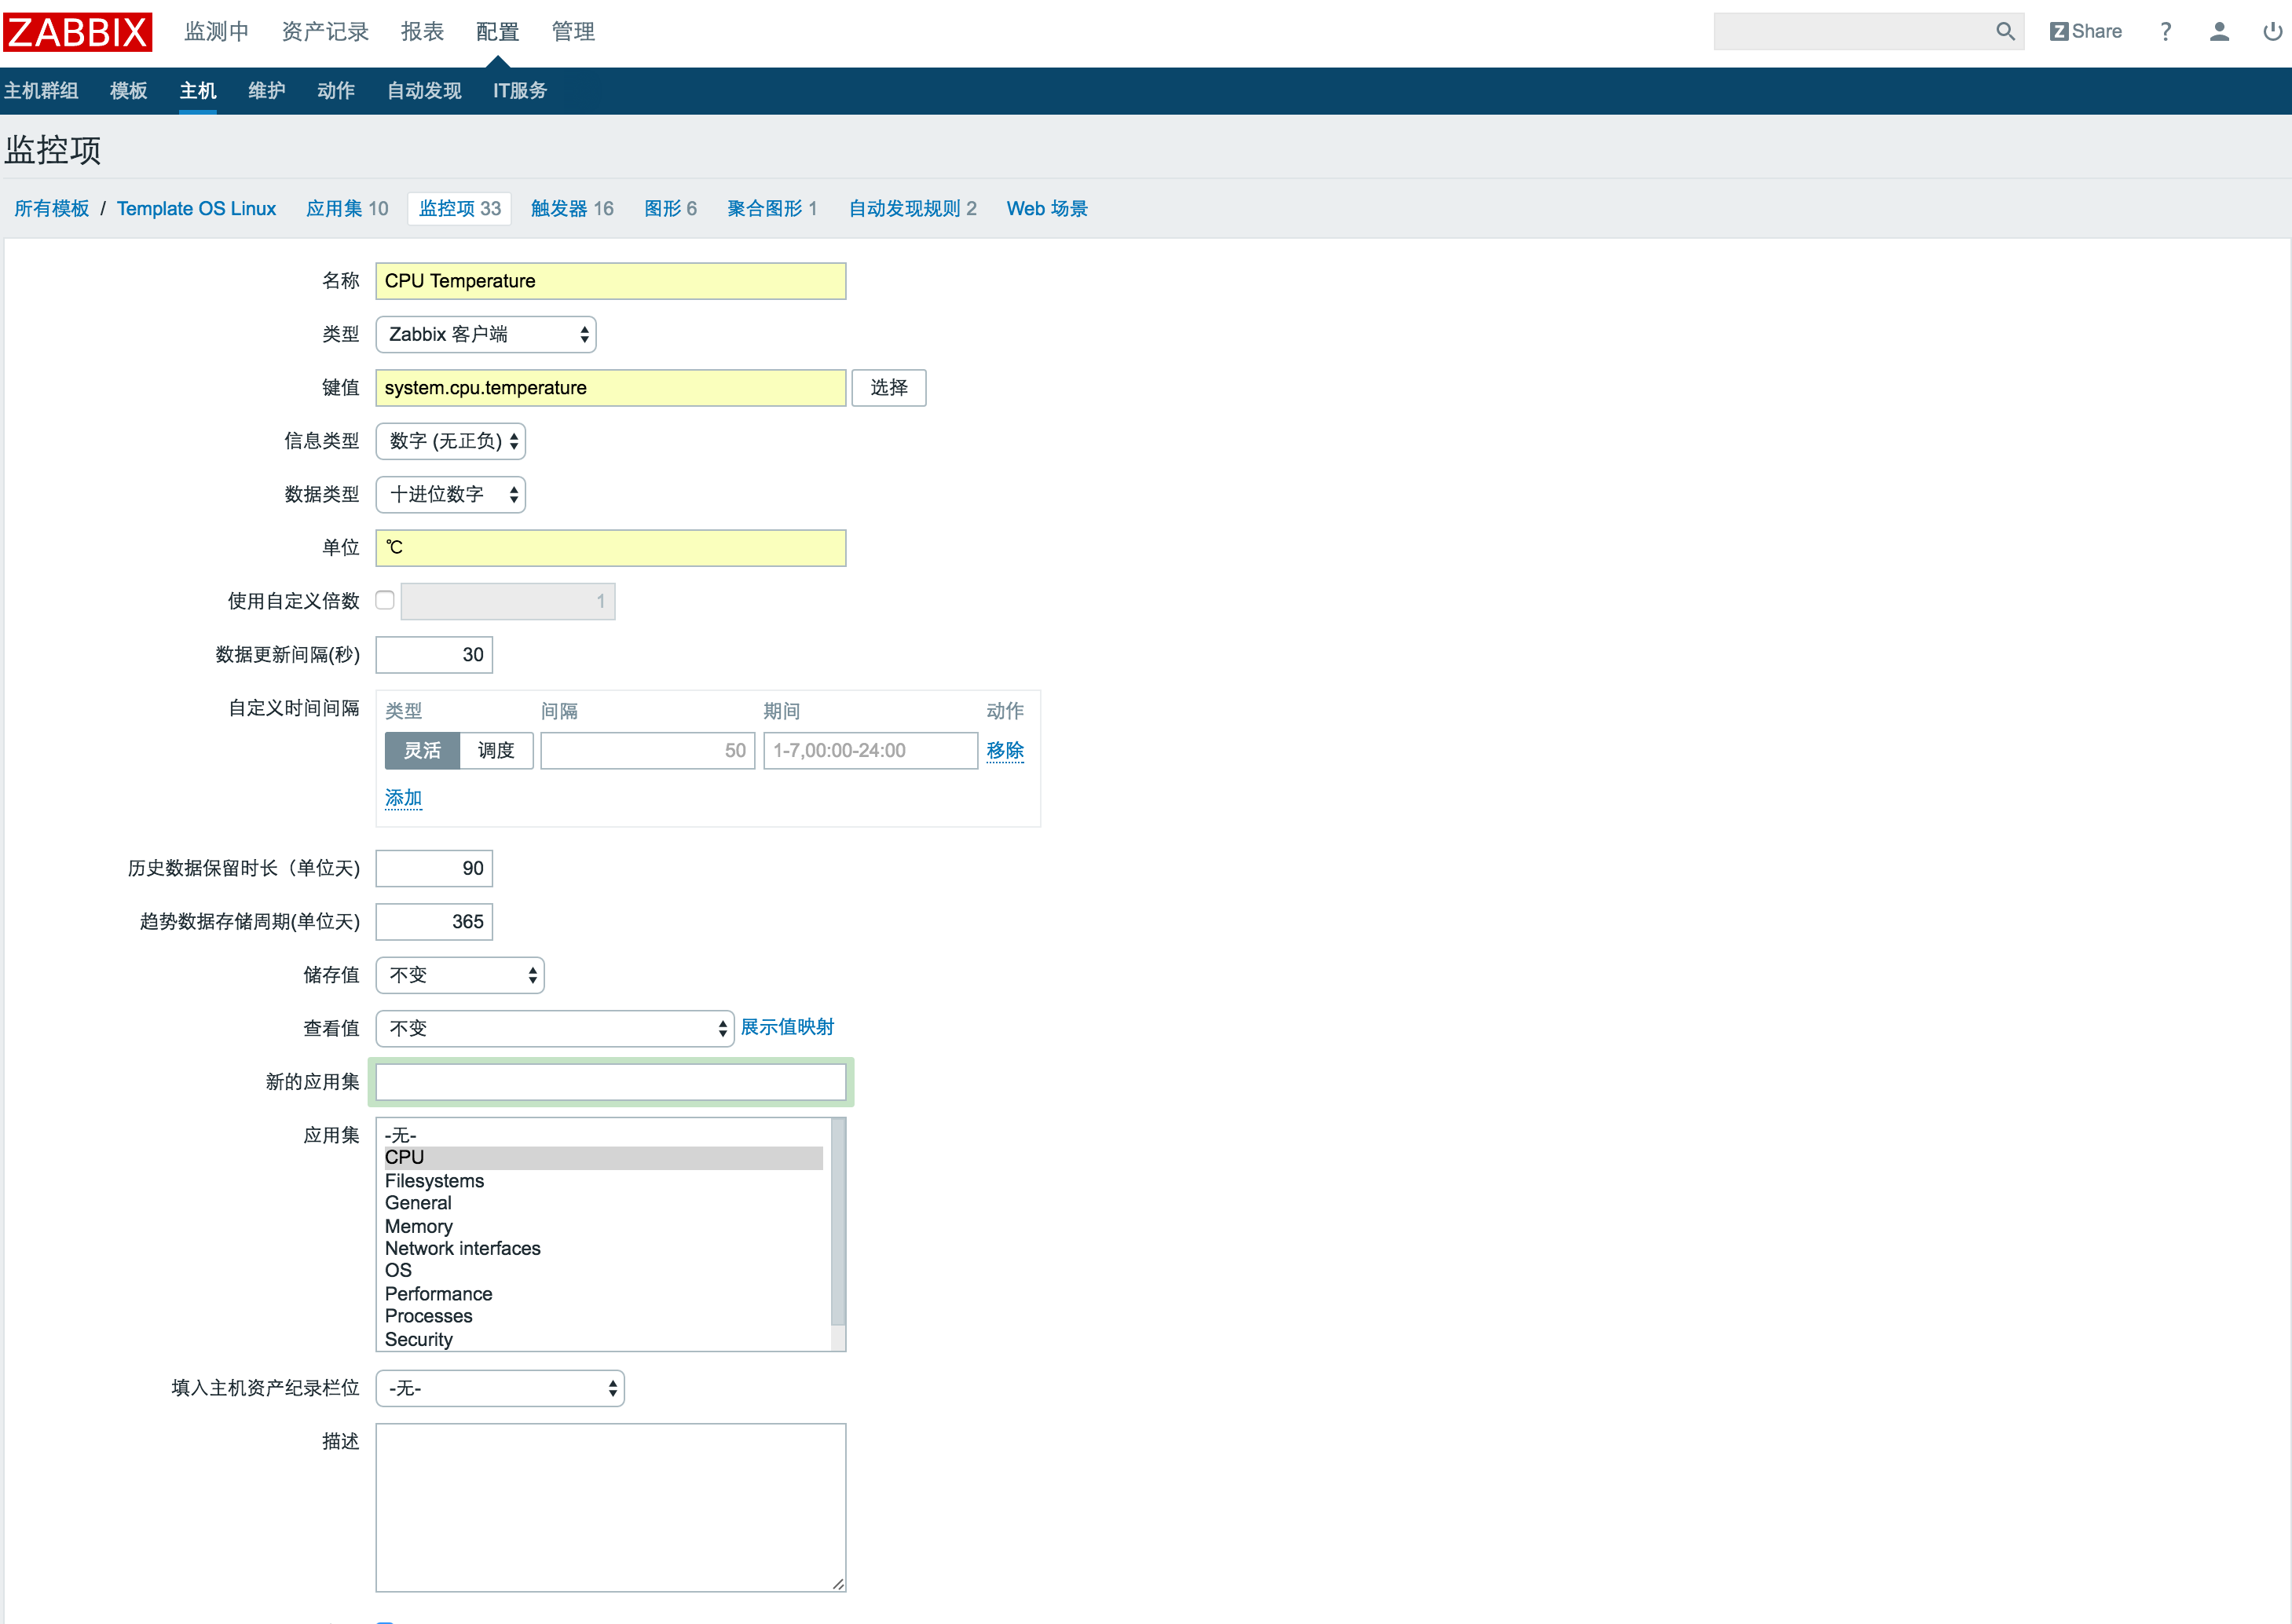 ZABBIX 监测中 资产记录 报表 配置 管理 Z Share ?
主机群组 模板 主机 维护 动作 自动发现 IT服务
监控项
所有模板 / Template OS Linux 应用集 10 监控项 33 触发器 16 图形 6 聚合图形 1 自动发现规则 2 Web 场景
名称 CPU Temperature
类型 Zabbix 客户端
键值 system.cpu.temperature 选择
信息类型 数字 (无正负)
数据类型 十进位数字
单位 ℃
使用自定义倍数 1
数据更新间隔(秒) 30
自定义时间间隔 类型 间隔 期间 动作
灵活 调度 50 1-7,00:00-24:00 移除
添加
历史数据保留时长（单位天) 90
趋势数据存储周期(单位天) 365
储存值 不变
查看值 不变 展示值映射
新的应用集
应用集 -无-
CPU
Filesystems
General
Memory
Network interfaces
OS
Performance
Processes
Security
填入主机资产纪录栏位 -无-
描述